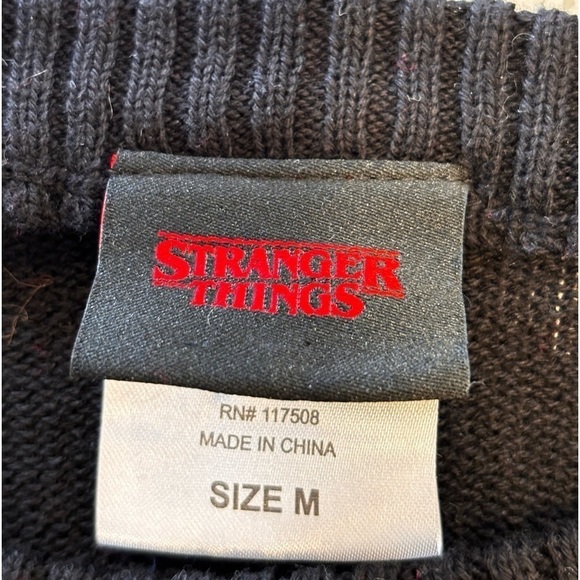 STRANGER
THINGS
RN# 117508
MADE IN CHINA
SIZE M